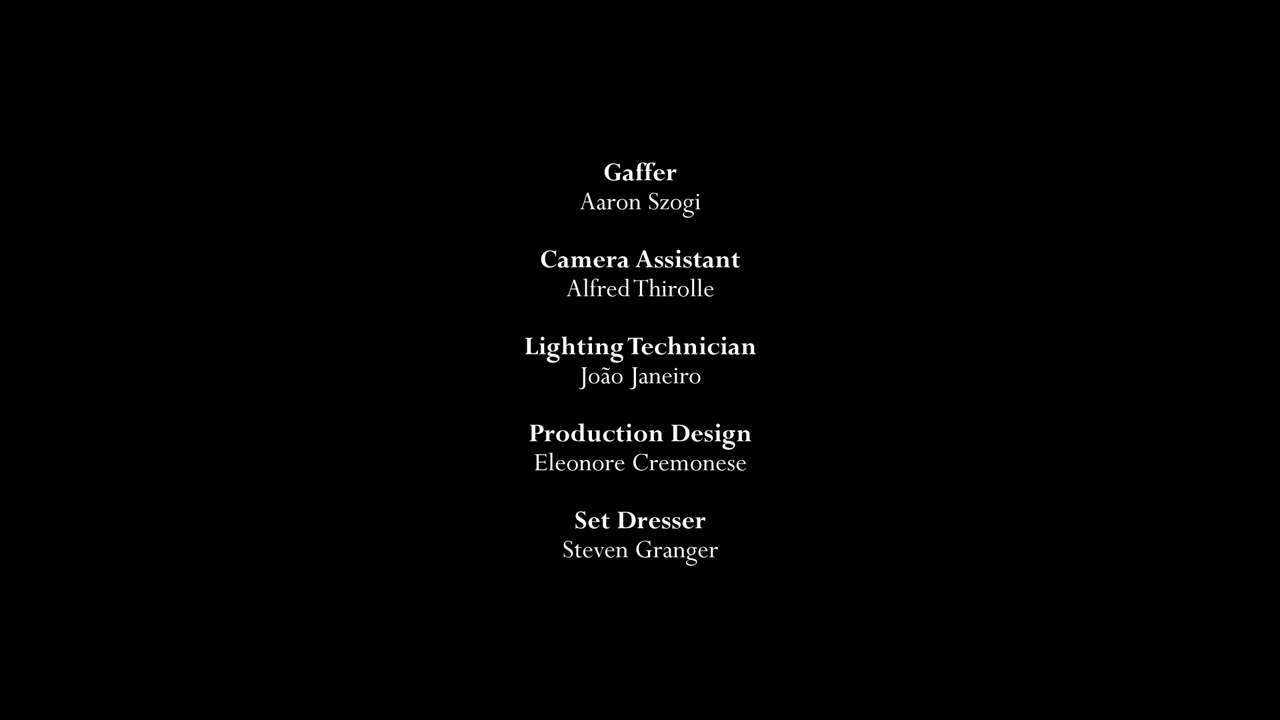 Gaffer
Aaron Szogi
Camera Assistant
Alfred Thirolle
Lighting Technician
João Janeiro
Production Design
Eleonore Cremonese
Set Dresser
Steven Granger